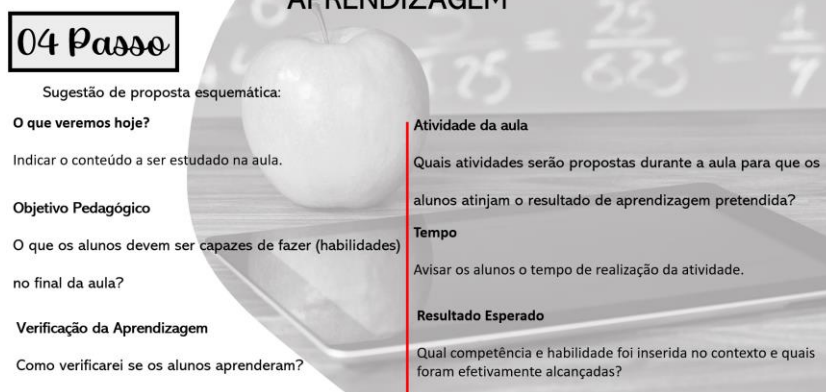 APRENDIZAGEM
04 Passo
Sugestão de proposta esquemática:
O que veremos hoje?
Indicar o conteúdo a ser estudado na aula.
Objetivo Pedagógico
O que os alunos devem ser capazes de fazer (habilidades)
no final da aula?
Verificação da Aprendizagem
Como verificarei se os alunos aprenderam?
Atividade da aula
Quais atividades serão propostas durante a aula para que os
alunos atinjam o resultado de aprendizagem pretendida?
Tempo
Avisar os alunos o tempo de realização da atividade.
Resultado Esperado
Qual competência e habilidade foi inserida no contexto e quais
foram efetivamente alcançadas?